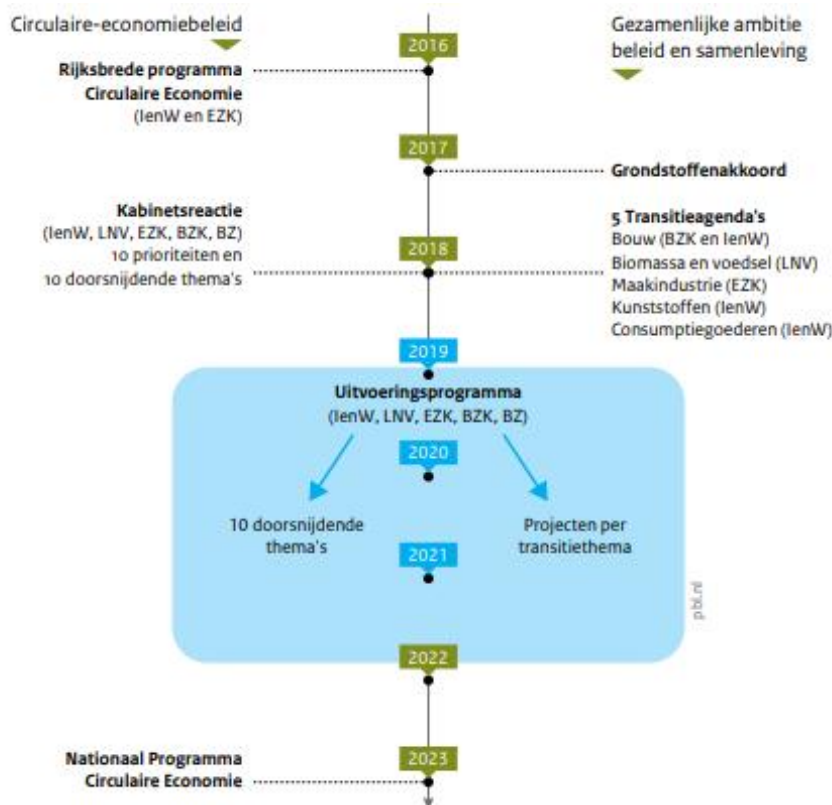 Circulaire-economiebeleid
Gezamenlijke ambitie
beleid en samenleving
2016
Rijksbrede programma
Circulaire Economie
(IenW en EZK)
2017
Grondstoffenakkoord
Kabinetsreactie
(IenW, LNV, EZK, BZK, BZ)
10 prioriteiten en
10 doorsnijdende thema's
2018
5 Transitieagenda's
Bouw (BZK en IenW)
Biomassa en voedsel (LNV)
Maakindustrie (EZK)
Kunststoffen (IenW)
Consumptiegoederen (IenW)
2019
Uitvoeringsprogramma
(IenW, LNV, EZK, BZK, BZ)
2020
10 doorsnijdende
thema's
Projecten per
transitiethema
2021
pbl.nl
2022
2023
Nationaal Programma
Circulaire Economie